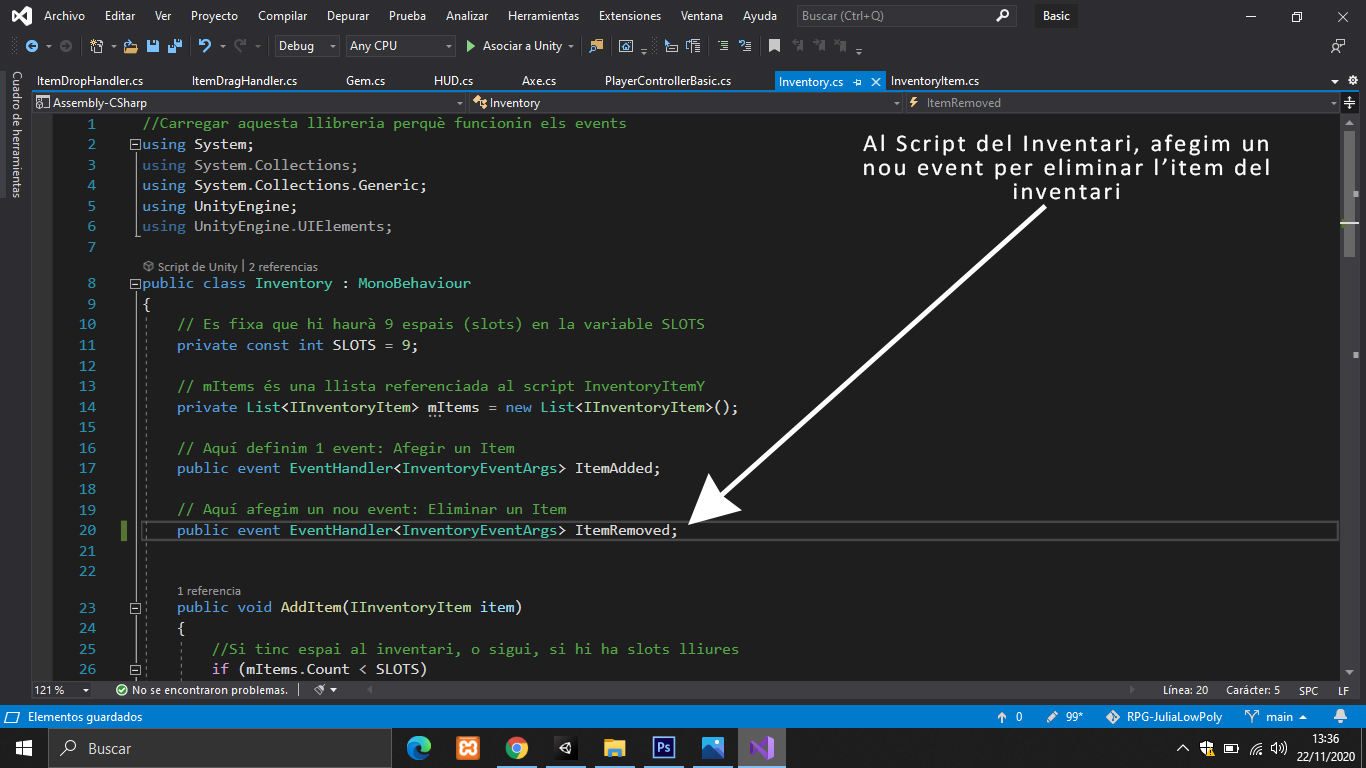 Archivo Editar Ver Proyecto Compilar Depurar Prueba Analizar Herramientas Extensiones Ventana Ayuda Buscar (Ctrl+Q) Basic
Debug Any CPU Asociar a Unity
ItemDropHandler.cs ItemDragHandler.cs Gem.cs HUD.cs Axe.cs PlayerControllerBasic.cs Inventory.cs InventoryItem.cs
Cuadro de herramientas
Assembly-CSharp Inventory ItemRemoved
1 //Carregar aquesta llibreria perquè funcionin els events
2 using System;
3 using System.Collections;
4 using System.Collections.Generic;
5 using UnityEngine;
6 using UnityEngine.UIElements;
7
Script de Unity | 2 referencias
8 public class Inventory : MonoBehaviour
9 {
10 // Es fixa que hi haurà 9 espais (slots) en la variable SLOTS
11 private const int SLOTS = 9;
12
13 // mItems és una llista referenciada al script InventoryItemY
14 private List<IInventoryItem> mItems = new List<IInventoryItem>();
15
16 // Aquí definim 1 event: Afegir un Item
17 public event EventHandler<InventoryEventArgs> ItemAdded;
18
19 // Aquí afegim un nou event: Eliminar un Item
20 public event EventHandler<InventoryEventArgs> ItemRemoved;
21
22
1 referencia
23 public void AddItem(IInventoryItem item)
24 {
25 //Si tinc espai al inventari, o sigui, si hi ha slots lliures
26 if (mItems.Count < SLOTS)
Al Script del Inventari, afegim un
nou event per eliminar l’item del
inventari
121 % No se encontraron problemas. Línea: 20 Carácter: 5 SPC LF
Elementos guardados 0 99* RPG-JuliaLowPoly main
Buscar Ps 13:36
22/11/2020